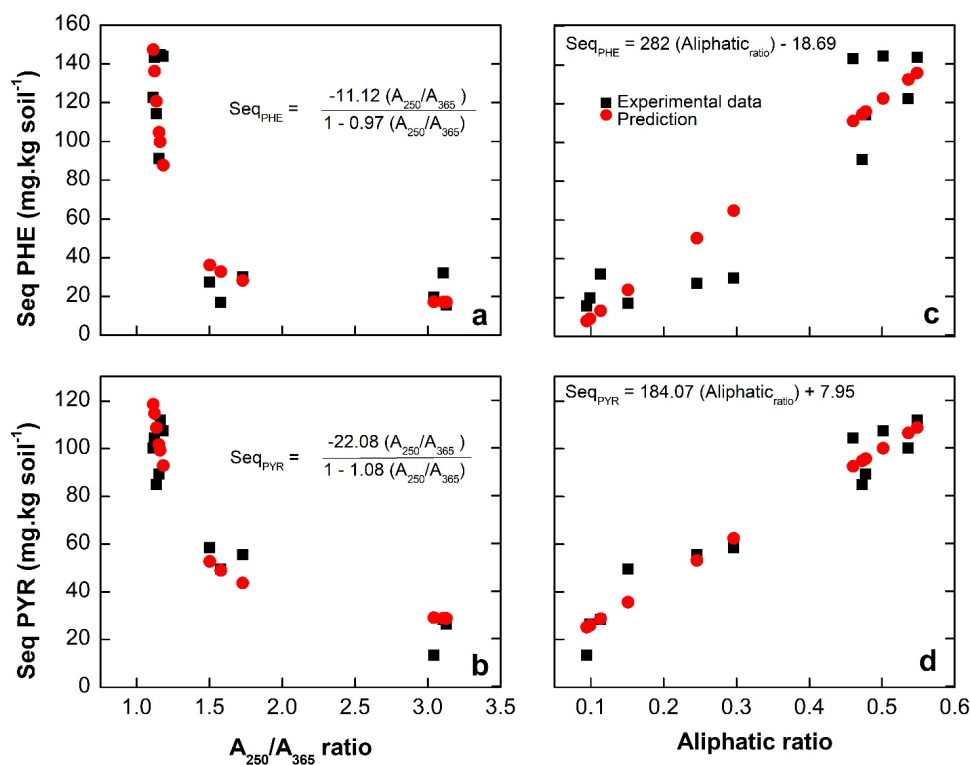 160
140
120
100
80
60
40
20
0
Seq PHE (mg.kg soil⁻¹)
Seq_PHE = -11.12 (A₂₅₀/A₃₆₅) / 1 - 0.97 (A₂₅₀/A₃₆₅)
a
Seq_PHE = 282 (Aliphatic_ratio) - 18.69
Experimental data
Prediction
c
120
100
80
60
40
20
0
Seq PYR (mg.kg soil⁻¹)
Seq_PYR = -22.08 (A₂₅₀/A₃₆₅) / 1 - 1.08 (A₂₅₀/A₃₆₅)
b
1.0 1.5 2.0 2.5 3.0 3.5
A₂₅₀/A₃₆₅ ratio
Seq_PYR = 184.07 (Aliphatic_ratio) + 7.95
d
0.1 0.2 0.3 0.4 0.5 0.6
Aliphatic ratio